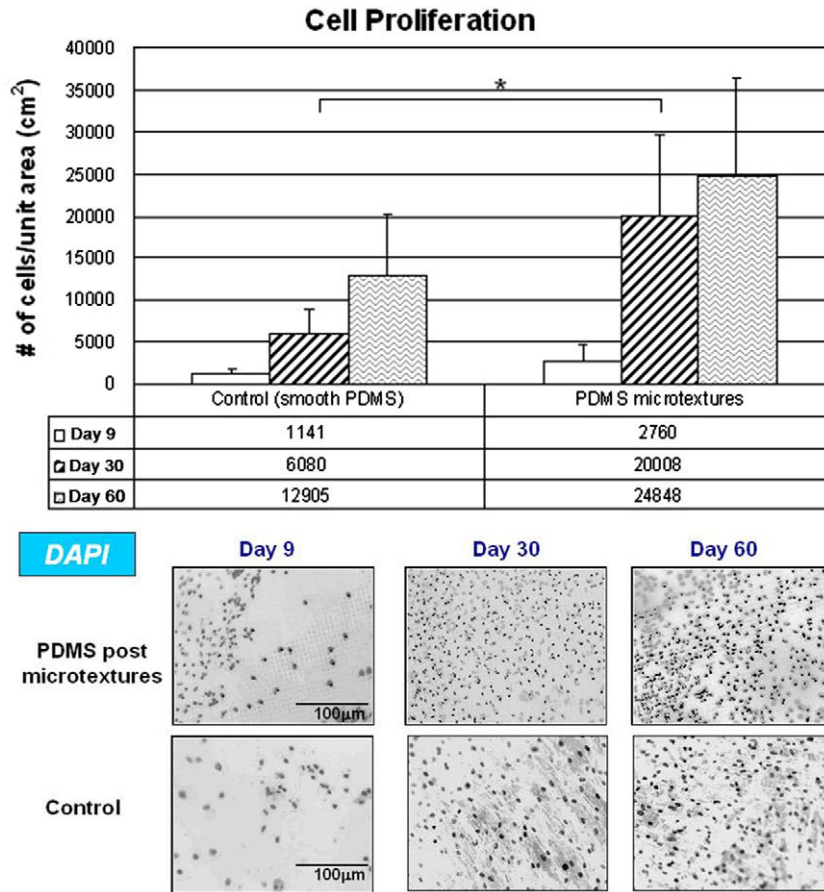 Cell Proliferation
# of cells/unit area (cm²)
40000
35000
30000
25000
20000
15000
10000
5000
0
*
Control (smooth PDMS) PDMS microtextures
Day 9 1141 2760
Day 30 6080 20008
Day 60 12905 24848
DAPI
Day 9 Day 30 Day 60
PDMS post
microtextures
100µm
Control
100µm